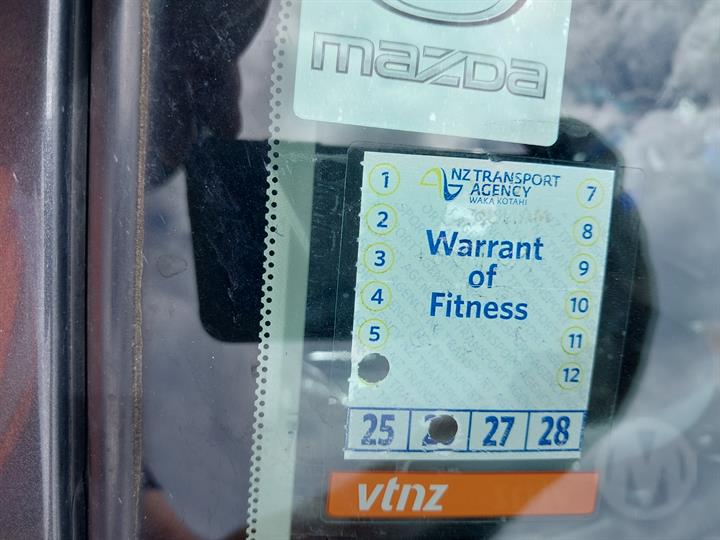 mazda
1 NZ TRANSPORT 7
AGENCY
WAKA KOTAHI
2 8
Warrant
3 of 9
4 Fitness 10
5 11
12
25 27 28
vtnz
M